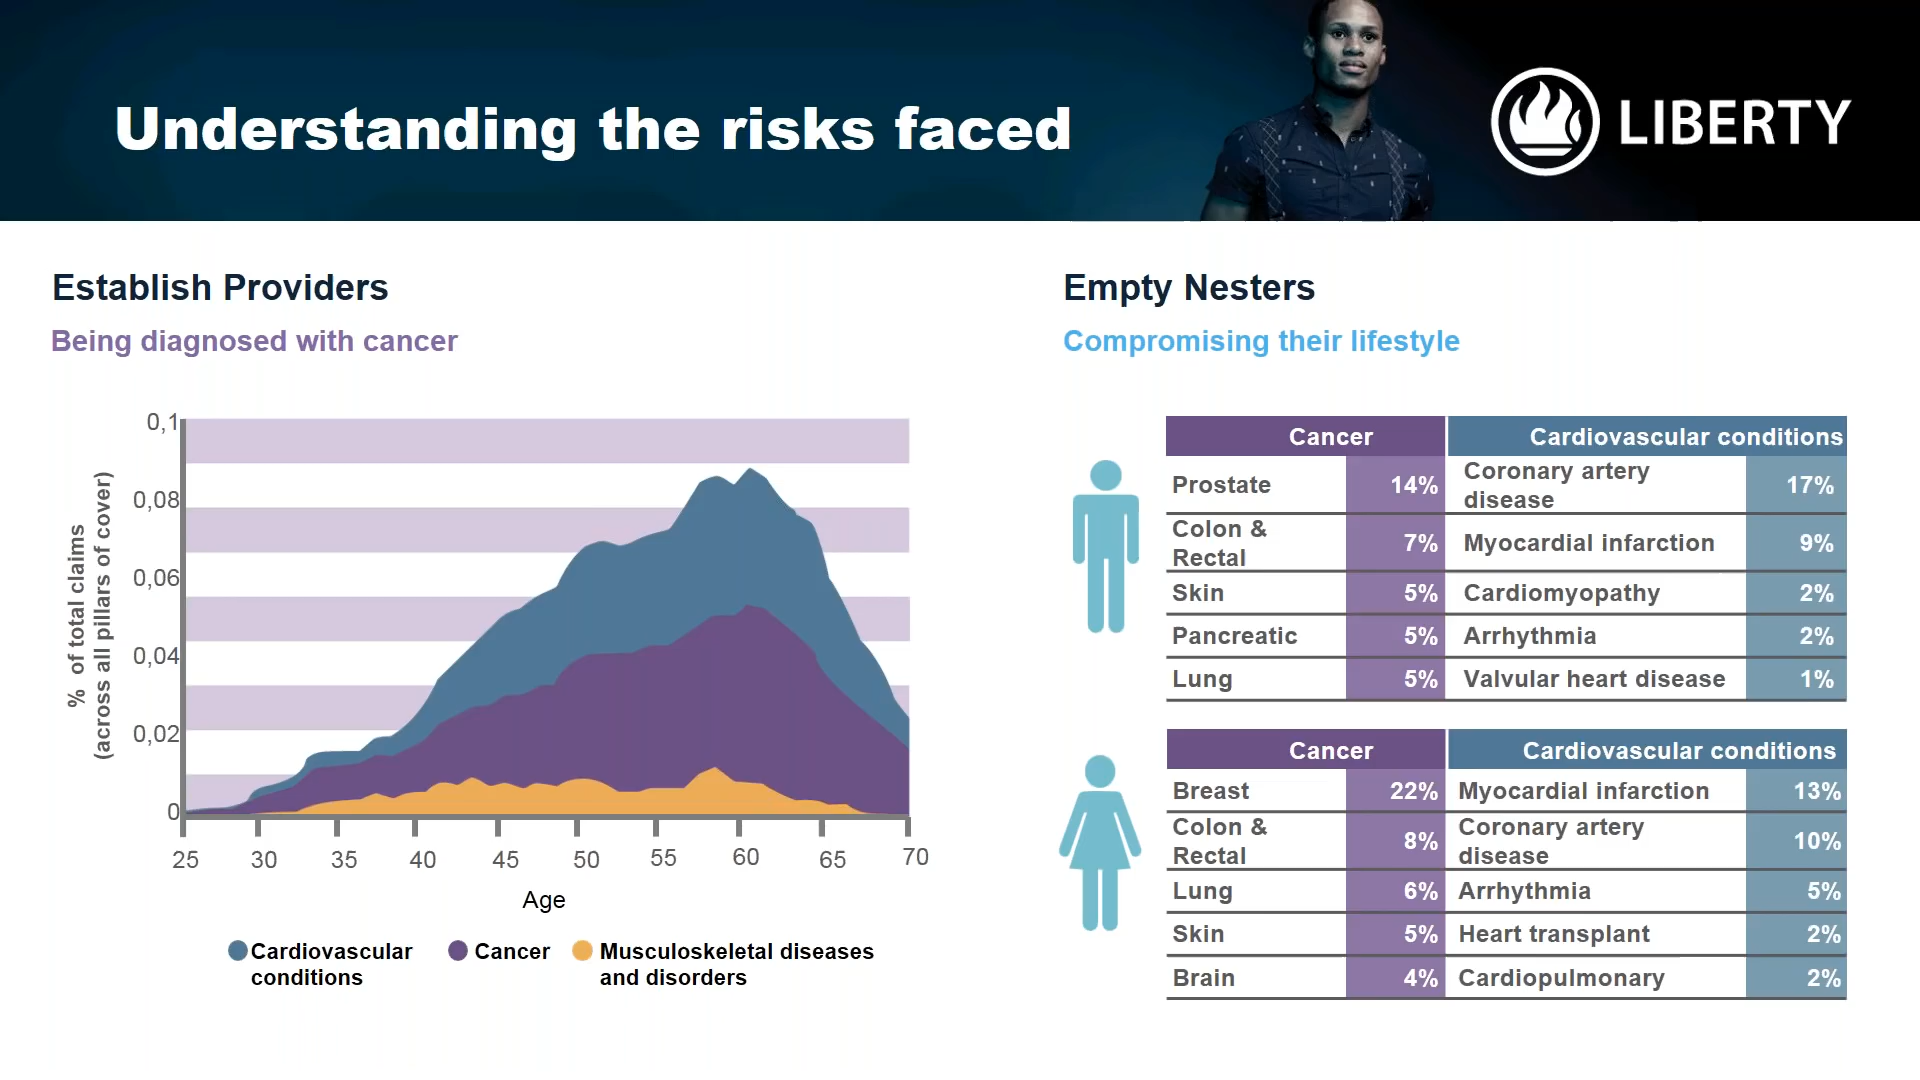 Understanding the risks faced
LIBERTY
Establish Providers
Being diagnosed with cancer
% of total claims
(across all pillars of cover)
0,1
0,08
0,06
0,04
0,02
0
25 30 35 40 45 50 55 60 65 70
Age
Cardiovascular conditions
Cancer
Musculoskeletal diseases and disorders
Empty Nesters
Compromising their lifestyle
Cancer Cardiovascular conditions
Prostate 14% Coronary artery disease 17%
Colon & Rectal 7% Myocardial infarction 9%
Skin 5% Cardiomyopathy 2%
Pancreatic 5% Arrhythmia 2%
Lung 5% Valvular heart disease 1%
Cancer Cardiovascular conditions
Breast 22% Myocardial infarction 13%
Colon & Rectal 8% Coronary artery disease 10%
Lung 6% Arrhythmia 5%
Skin 5% Heart transplant 2%
Brain 4% Cardiopulmonary 2%